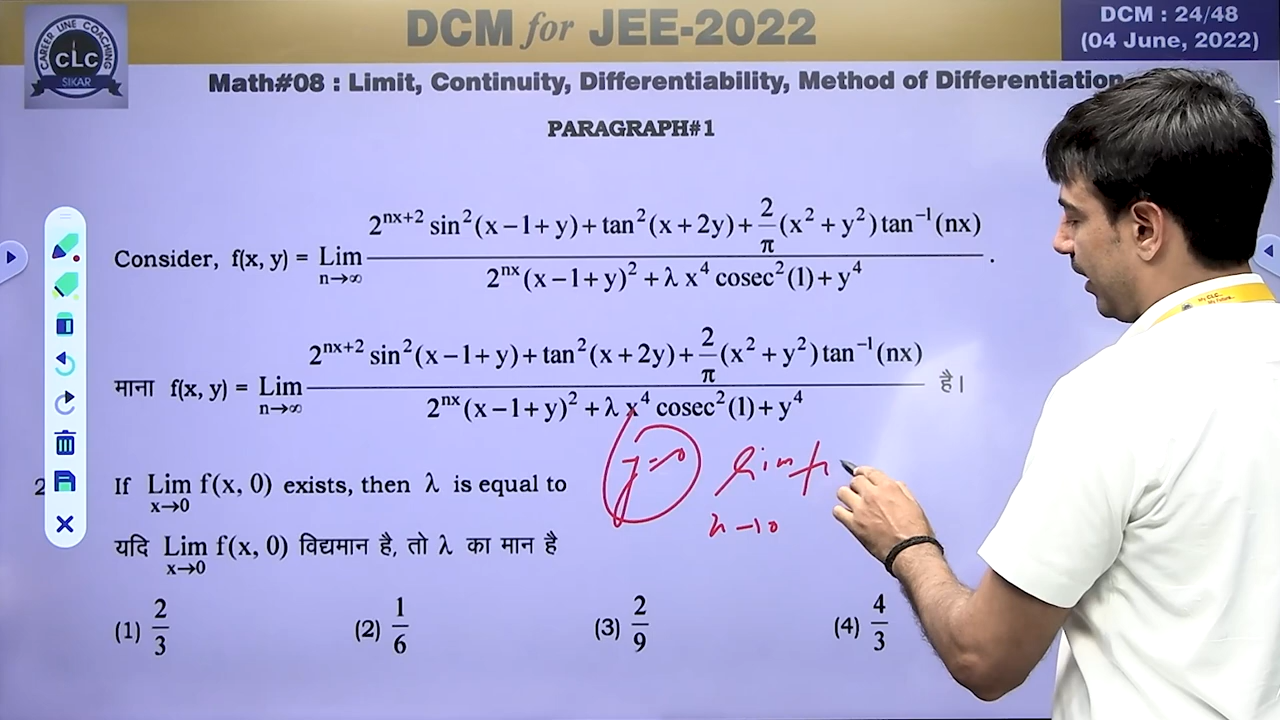 DCM for JEE-2022
DCM : 24/48
(04 June, 2022)
CAREER LINE COACHING
CLC
SIKAR
Math#08 : Limit, Continuity, Differentiability, Method of Differentiation
PARAGRAPH#1
Consider, f(x, y) = Lim n→∞ (2^{nx+2} sin²(x−1+y) + tan²(x+2y) + 2/π (x²+y²) tan⁻¹(nx)) / (2^{nx}(x−1+y)² + λ x⁴ cosec²(1) + y⁴).
माना f(x, y) = Lim n→∞ (2^{nx+2} sin²(x−1+y) + tan²(x+2y) + 2/π (x²+y²) tan⁻¹(nx)) / (2^{nx}(x−1+y)² + λ x⁴ cosec²(1) + y⁴) है।
y=0 lim f
x→0
2
If Lim x→0 f(x, 0) exists, then λ is equal to
यदि Lim x→0 f(x, 0) विद्यमान है, तो λ का मान है
(1) 2/3 (2) 1/6 (3) 2/9 (4) 4/3